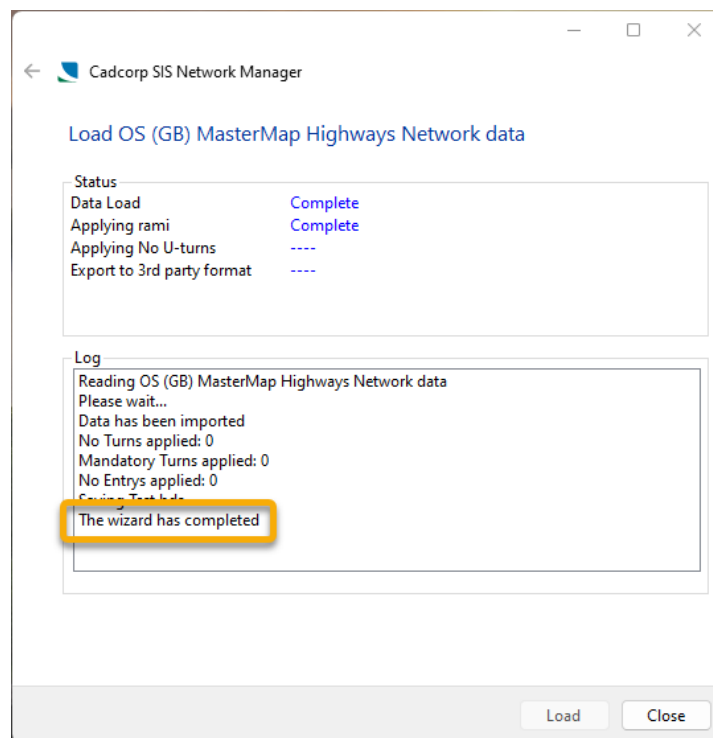 Cadcorp SIS Network Manager
Load OS (GB) MasterMap Highways Network data
Status
Data Load Complete
Applying rami Complete
Applying No U-turns ----
Export to 3rd party format ----
Log
Reading OS (GB) MasterMap Highways Network data
Please wait...
Data has been imported
No Turns applied: 0
Mandatory Turns applied: 0
No Entrys applied: 0
The wizard has completed
Load Close